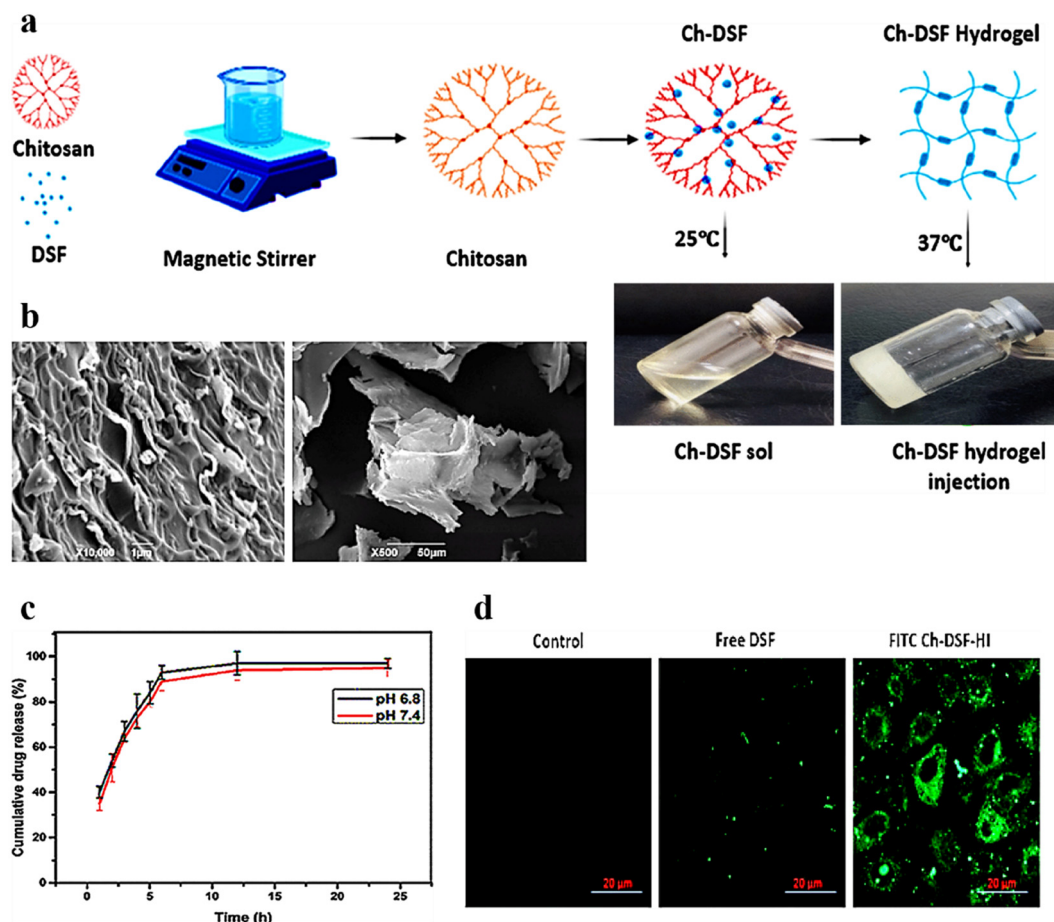 a
Ch-DSF
Ch-DSF Hydrogel
Chitosan
DSF
Magnetic Stirrer
Chitosan
25℃
37℃
Ch-DSF sol
Ch-DSF hydrogel
injection
b
X10,000 1µm
X500 50µm
c
Cumulative drug release (%)
100
80
60
40
20
0
pH 6.8
pH 7.4
0 5 10 15 20 25
Time (h)
d
Control
Free DSF
FITC Ch-DSF-HI
20 µm
20 µm
20 µm